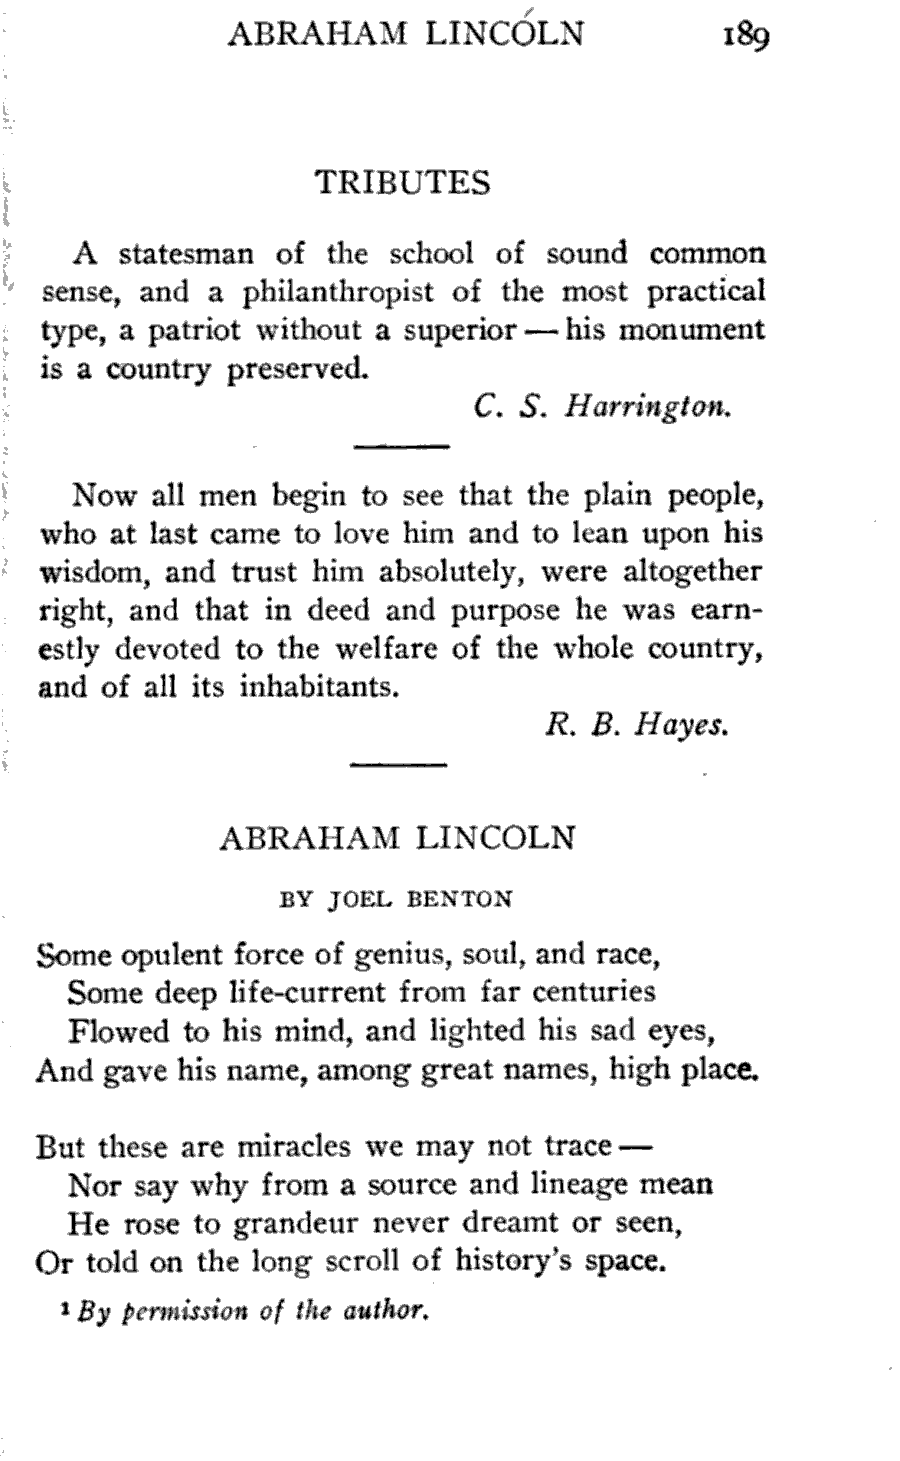 ABRAHAM LINCOLN 189
TRIBUTES
A statesman of the school of sound common
sense, and a philanthropist of the most practical
type, a patriot without a superior — his monument
is a country preserved.
C. S. Harrington.
Now all men begin to see that the plain people,
who at last came to love him and to lean upon his
wisdom, and trust him absolutely, were altogether
right, and that in deed and purpose he was earn-
estly devoted to the welfare of the whole country,
and of all its inhabitants.
R. B. Hayes.
ABRAHAM LINCOLN
BY JOEL BENTON
Some opulent force of genius, soul, and race,
Some deep life-current from far centuries
Flowed to his mind, and lighted his sad eyes,
And gave his name, among great names, high place.
But these are miracles we may not trace —
Nor say why from a source and lineage mean
He rose to grandeur never dreamt or seen,
Or told on the long scroll of history's space.
¹ By permission of the author.